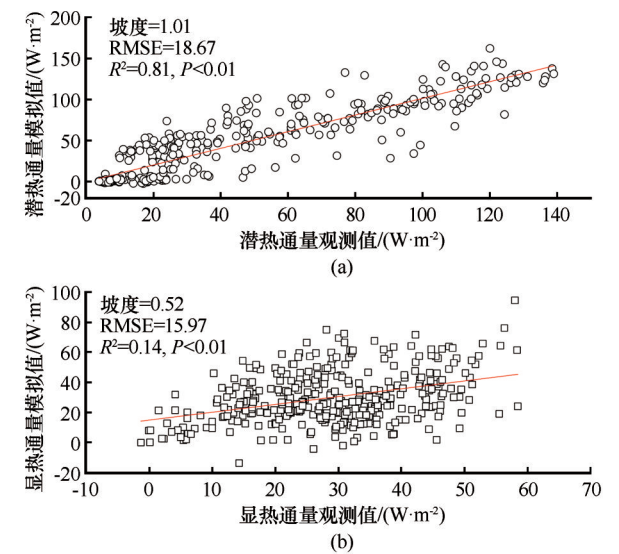 潜热通量模拟值/(W·m-2)
200
150
100
50
0
-20
坡度=1.01
RMSE=18.67
R²=0.81, P<0.01
0 20 40 60 80 100 120 140
潜热通量观测值/(W·m-2)
(a)
显热通量模拟值/(W·m-2)
100
80
60
40
20
0
-20
坡度=0.52
RMSE=15.97
R²=0.14, P<0.01
-10 0 10 20 30 40 50 60 70
显热通量观测值/(W·m-2)
(b)